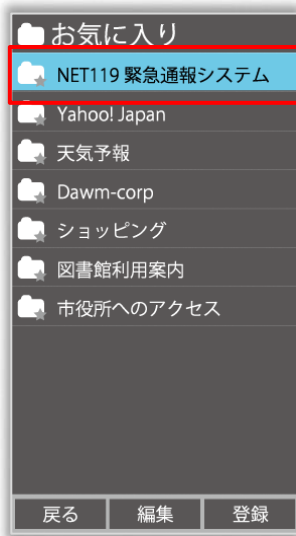 お気に入り
NET119 緊急通報システム
Yahoo! Japan
天気予報
Dawm-corp
ショッピング
図書館利用案内
市役所へのアクセス
戻る 編集 登録